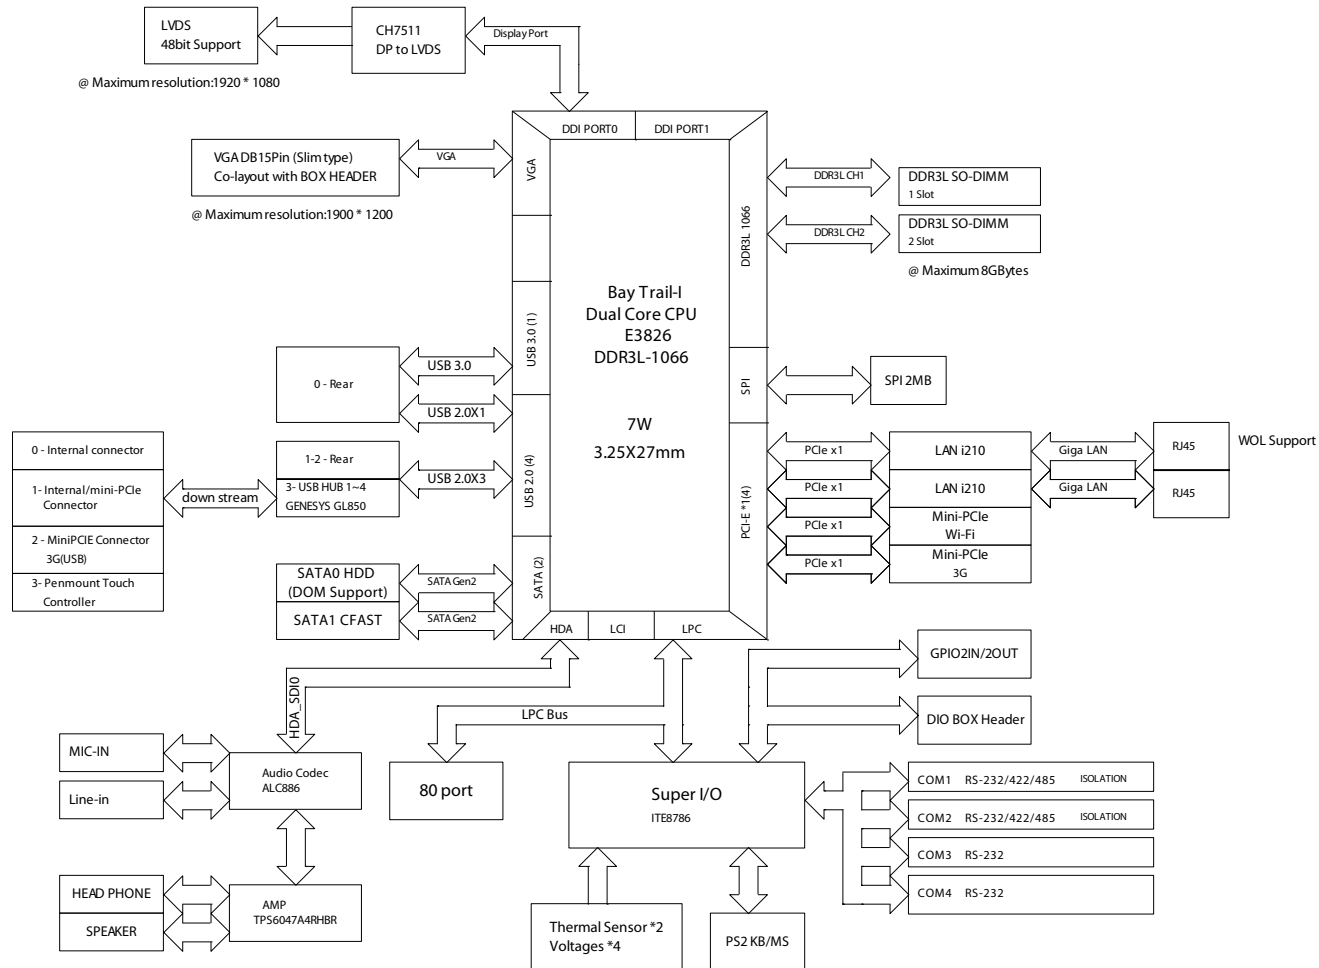 LVDS
48bit Support
CH7511
DP to LVDS
Display Port
@ Maximum resolution:1920 * 1080
DDI PORT0
DDI PORT1
VGA DB15Pin (Slim type)
Co-layout with BOX HEADER
VGA
VGA
@ Maximum resolution:1900 * 1200
DDR3L 1066
DDR3L CH1
DDR3L SO-DIMM
1 Slot
DDR3L CH2
DDR3L SO-DIMM
2 Slot
@ Maximum 8GBytes
Bay Trail-I
Dual Core CPU
E3826
DDR3L-1066
7W
3.25X27mm
USB 3.0 (1)
0 - Rear
USB 3.0
USB 2.0X1
SPI
SPI 2MB
0 - Internal connector
1- Internal/mini-PCIe
Connector
2 - MiniPCIE Connector
3G(USB)
3- Penmount Touch
Controller
down stream
1-2 - Rear
3- USB HUB 1~4
GENESYS GL850
USB 2.0X3
USB 2.0 (4)
PCI-E *1(4)
PCIe x1
PCIe x1
PCIe x1
PCIe x1
LAN i210
LAN i210
Mini-PCIe
Wi-Fi
Mini-PCIe
3G
Giga LAN
Giga LAN
RJ45
RJ45
WOL Support
SATA0 HDD
(DOM Support)
SATA1 CFAST
SATA Gen2
SATA Gen2
SATA (2)
HDA
LCI
LPC
HDA_SDI0
LPC Bus
GPIO2IN/2OUT
DIO BOX Header
MIC-IN
Line-in
Audio Codec
ALC886
80 port
Super I/O
ITE8786
COM1 RS-232/422/485 ISOLATION
COM2 RS-232/422/485 ISOLATION
COM3 RS-232
COM4 RS-232
HEAD PHONE
SPEAKER
AMP
TPS6047A4RHBR
Thermal Sensor *2
Voltages *4
PS2 KB/MS